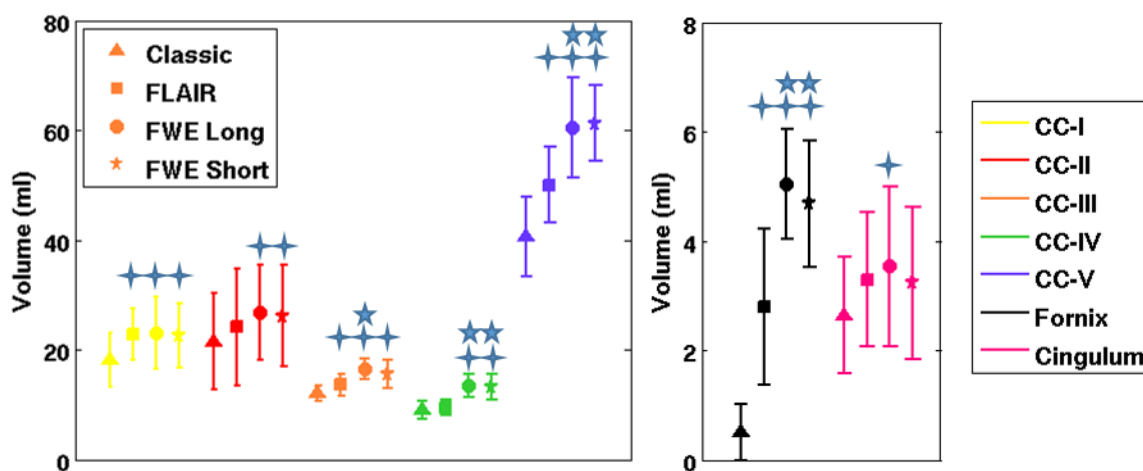 80
60
40
20
0
Volume (ml)
Classic
FLAIR
FWE Long
FWE Short
8
6
4
2
0
Volume (ml)
CC-I
CC-II
CC-III
CC-IV
CC-V
Fornix
Cingulum